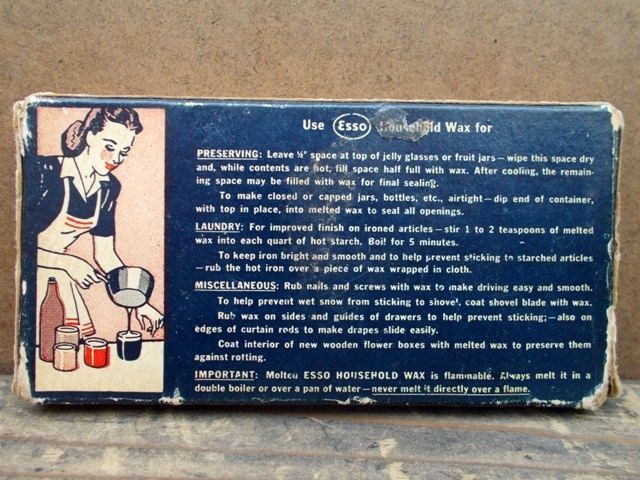 Use Esso Household Wax for
PRESERVING: Leave ¼" space at top of jelly glasses or fruit jars—wipe this space dry
and, while contents are hot, fill space half full with wax. After cooling, the remain-
ing space may be filled with wax for final sealing.
To make closed or capped jars, bottles, etc., airtight—dip end of container,
with top in place, into melted wax to seal all openings.
LAUNDRY: For improved finish on ironed articles—stir 1 to 2 teaspoons of melted
wax into each quart of hot starch. Boil for 5 minutes.
To keep iron bright and smooth and to help prevent sticking to starched articles
—rub the hot iron over a piece of wax wrapped in cloth.
MISCELLANEOUS: Rub nails and screws with wax to make driving easy and smooth.
To help prevent wet snow from sticking to shovel, coat shovel blade with wax.
Rub wax on sides and guides of drawers to help prevent sticking;—also on
edges of curtain rods to make drapes slide easily.
Coat interior of new wooden flower boxes with melted wax to preserve them
against rotting.
IMPORTANT: Molten ESSO HOUSEHOLD WAX is flammable. Always melt it in a
double boiler or over a pan of water—never melt it directly over a flame.